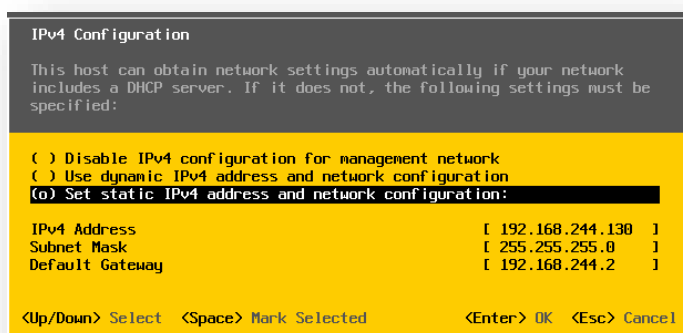 IPv4 Configuration
This host can obtain network settings automatically if your network
includes a DHCP server. If it does not, the following settings must be
specified:
( ) Disable IPv4 configuration for management network
( ) Use dynamic IPv4 address and network configuration
(o) Set static IPv4 address and network configuration:
IPv4 Address [ 192.168.244.130 ]
Subnet Mask [ 255.255.255.0 ]
Default Gateway [ 192.168.244.2 ]
<Up/Down> Select <Space> Mark Selected <Enter> OK <Esc> Cancel